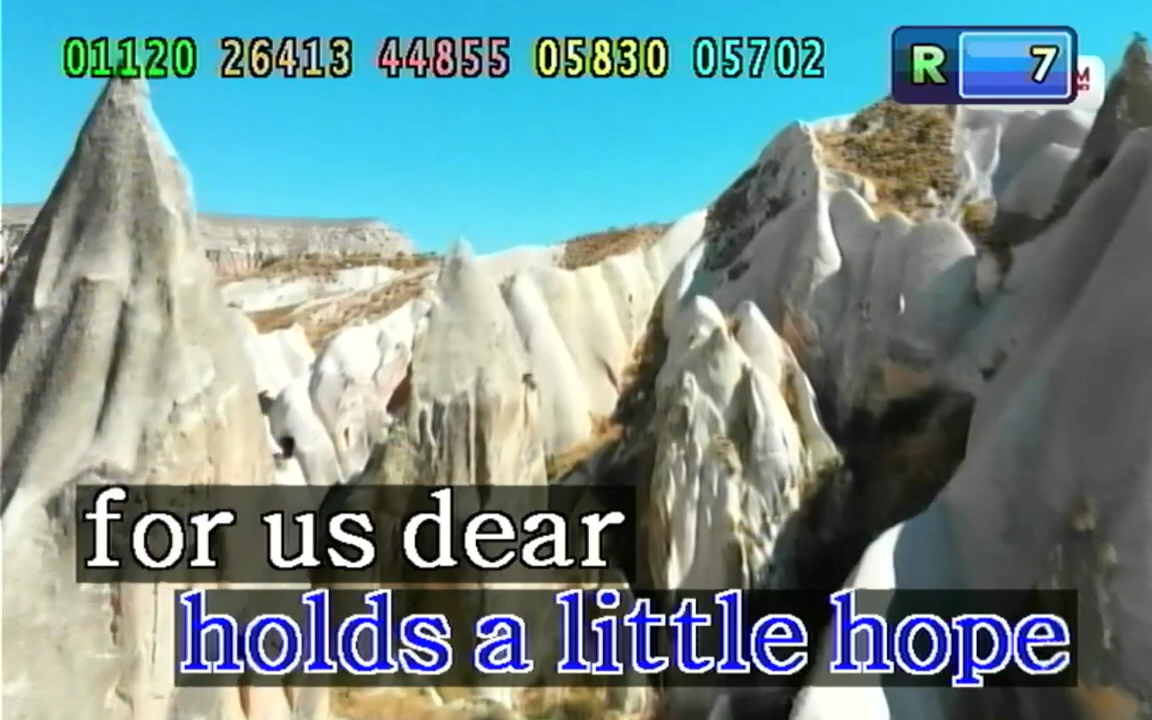 01120 26413 44855 05830 05702
R 7
M
for us dear
holds a little hope